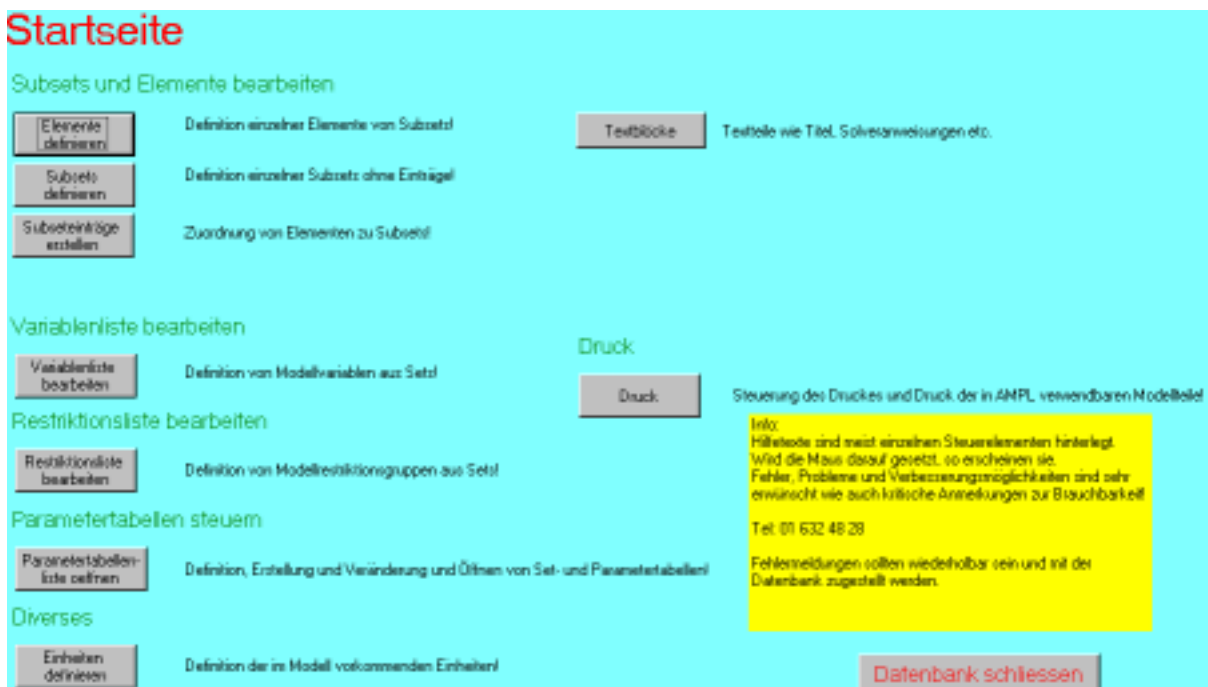 Startseite
Subsets und Elemente bearbeiten
Elemente
definieren
Definition einzelner Elemente von Subsets!
Textblöcke
Textteile wie Titel, Solveranweisungen etc.
Subsets
definieren
Definition einzelner Subsets ohne Einträge!
Subseteinträge
erstellen
Zuordnung von Elementen zu Subsets!
Variablenliste bearbeiten
Variablenliste
bearbeiten
Definition von Modellvariablen aus Sets!
Druck
Druck
Steuerung des Druckes und Druck der in AMPL verwendbaren Modellteile!
Restriktionsliste bearbeiten
Restriktionsliste
bearbeiten
Definition von Modellrestriktionsgruppen aus Sets!
Info:
Hilfetexte sind meist einzelnen Steuerelementen hinterlegt.
Wird die Maus darauf gesetzt, so erscheinen sie.
Fehler, Probleme und Verbesserungsmöglichkeiten sind sehr
erwünscht wie auch kritische Anmerkungen zur Brauchbarkeit!
Tel: 01 632 48 28
Fehlermeldungen sollten wiederholbar sein und mit der
Datenbank zugestellt werden.
Parametertabellen steuern
Parametertabellen-
liste oeffnen
Definition, Erstellung und Veränderung und Öffnen von Set- und Parametertabellen!
Diverses
Einheiten
definieren
Definition der im Modell vorkommenden Einheiten!
Datenbank schliessen